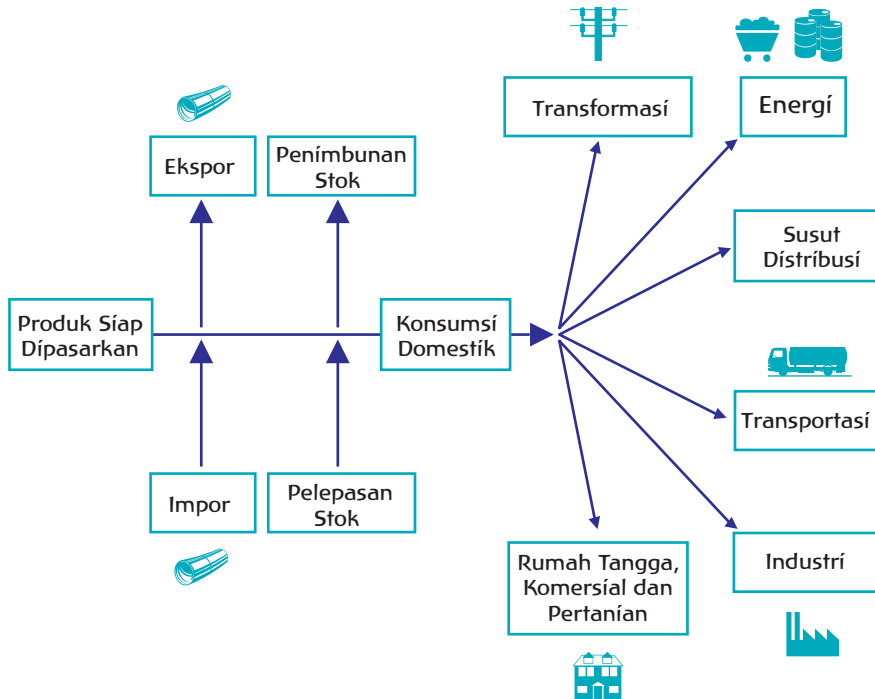 Transformasi
Energi
Ekspor
Penimbunan
Stok
Susut
Distribusi
Produk Siap
Dipasarkan
Konsumsi
Domestik
Transportasi
Impor
Pelepasan
Stok
Rumah Tangga,
Komersial dan
Pertanian
Industri